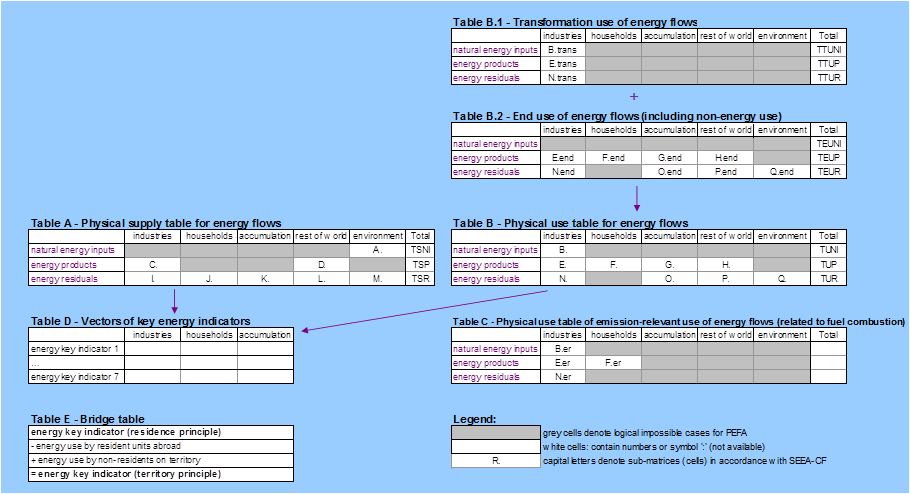 Table B.1 - Transformation use of energy flows
industries households accumulation rest of world environment Total
natural energy inputs B.trans TTUNI
energy products E.trans TTUP
energy residuals N.trans TTUR
+
Table B.2 - End use of energy flows (including non-energy use)
industries households accumulation rest of world environment Total
natural energy inputs TEUNI
energy products E.end F.end G.end H.end TEUP
energy residuals N.end O.end P.end Q.end TEUR
Table A - Physical supply table for energy flows
industries households accumulation rest of world environment Total
natural energy inputs A. TSNI
energy products C. D. TSP
energy residuals I. J. K. L. M. TSR
Table B - Physical use table for energy flows
industries households accumulation rest of world environment Total
natural energy inputs B. TUNI
energy products E. F. G. H. TUP
energy residuals N. O. P. Q. TUR
Table D - Vectors of key energy indicators
industries households accumulation
energy key indicator 1
...
energy key indicator 7
Table C - Physical use table of emission-relevant use of energy flows (related to fuel combustion)
industries households accumulation rest of world environment Total
natural energy inputs B.er
energy products E.er F.er
energy residuals N.er
Table E - Bridge table
energy key indicator (residence principle)
- energy use by resident units abroad
+ energy use by non-residents on territory
= energy key indicator (territory principle)
Legend:
grey cells denote logical impossible cases for PEFA
white cells: contain numbers or symbol ':' (not available)
R. capital letters denote sub-matrices (cells) in accordance with SEEA-CF